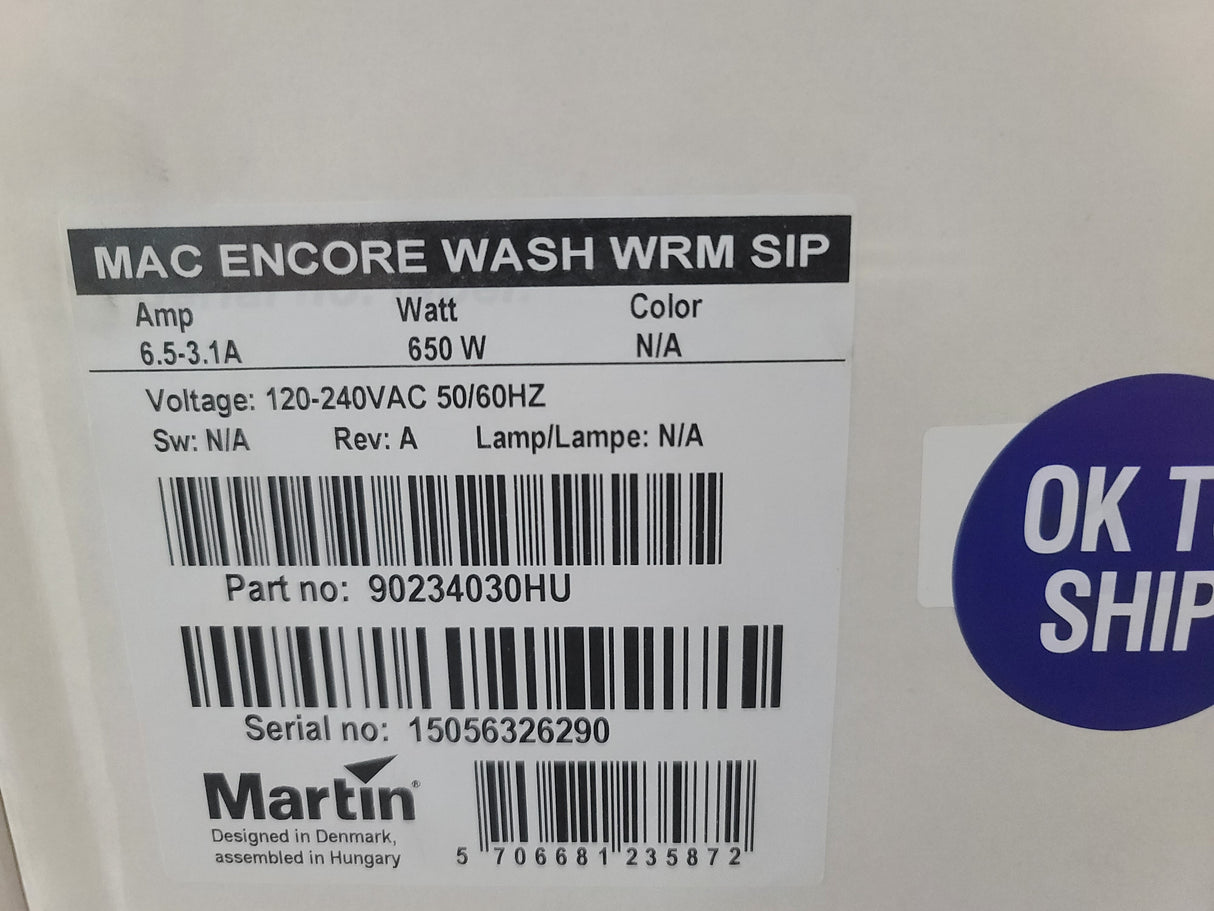 MAC ENCORE WASH WRM SIP
Amp Watt Color
6.5-3.1A 650 W N/A
Voltage: 120-240VAC 50/60HZ
Sw: N/A Rev: A Lamp/Lampe: N/A
Part no: 90234030HU
Serial no: 15056326290
Martin®
Designed in Denmark,
assembled in Hungary
5 706681 235872
OK T
SHIP